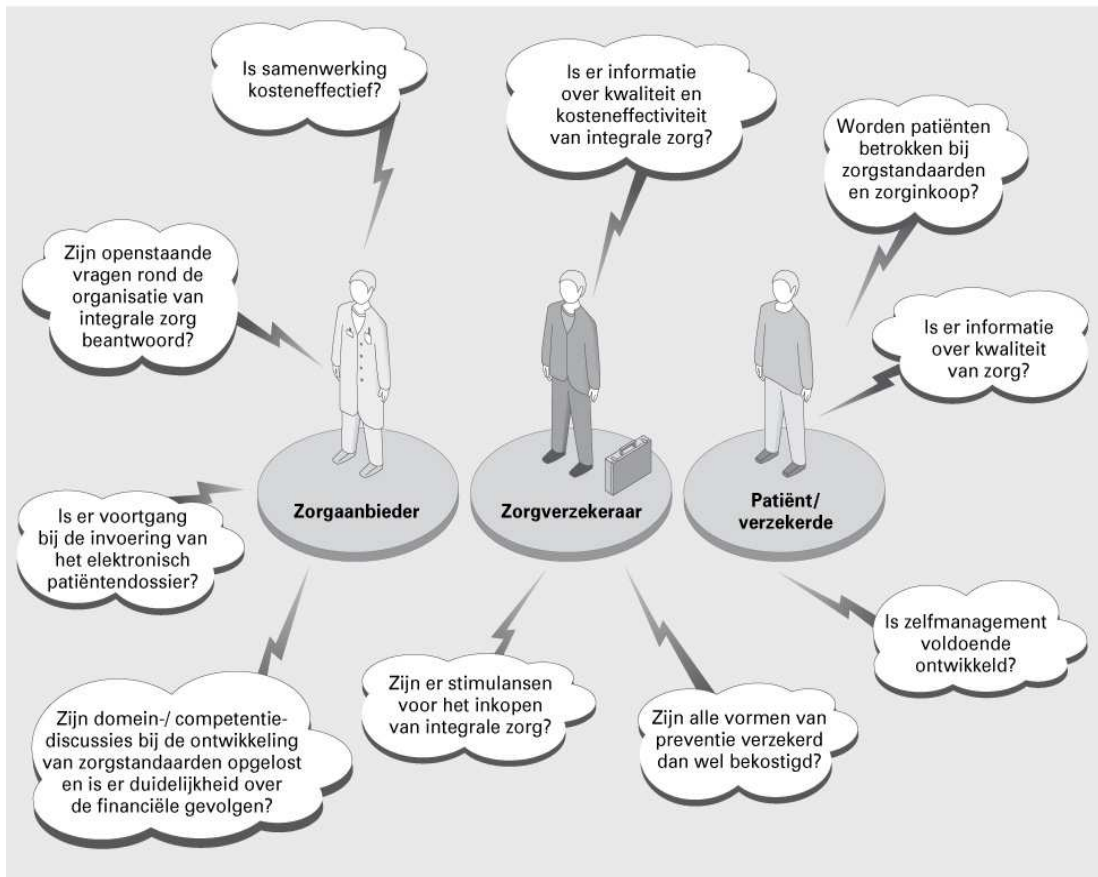 Is samenwerking
kosteneffectief?
Is er informatie
over kwaliteit en
kosteneffectiviteit
van integrale zorg?
Worden patiënten
betrokken bij
zorgstandaarden
en zorginkoop?
Zijn openstaande
vragen rond de
organisatie van
integrale zorg
beantwoord?
Is er informatie
over kwaliteit
van zorg?
Zorgaanbieder
Zorgverzekeraar
Patiënt/
verzekerde
Is er voortgang
bij de invoering van
het elektronisch
patiëntendossier?
Is zelfmanagement
voldoende
ontwikkeld?
Zijn domein-/ competentie-
discussies bij de ontwikkeling
van zorgstandaarden opgelost
en is er duidelijkheid over
de financiële gevolgen?
Zijn er stimulansen
voor het inkopen
van integrale zorg?
Zijn alle vormen van
preventie verzekerd
dan wel bekostigd?